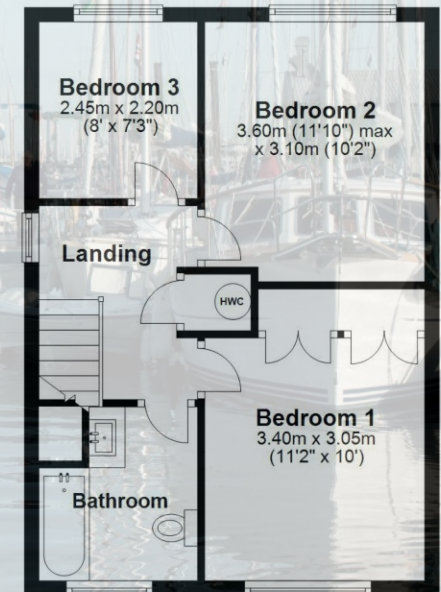 Bedroom 3
2.45m x 2.20m
(8' x 7'3")
Bedroom 2
3.60m (11'10") max
x 3.10m (10'2")
Landing
HWC
Bedroom 1
3.40m x 3.05m
(11'2" x 10')
Bathroom